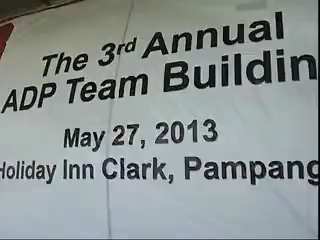 The 3rd Annual
ADP Team Buildin
May 27, 2013
Holiday Inn Clark, Pampang